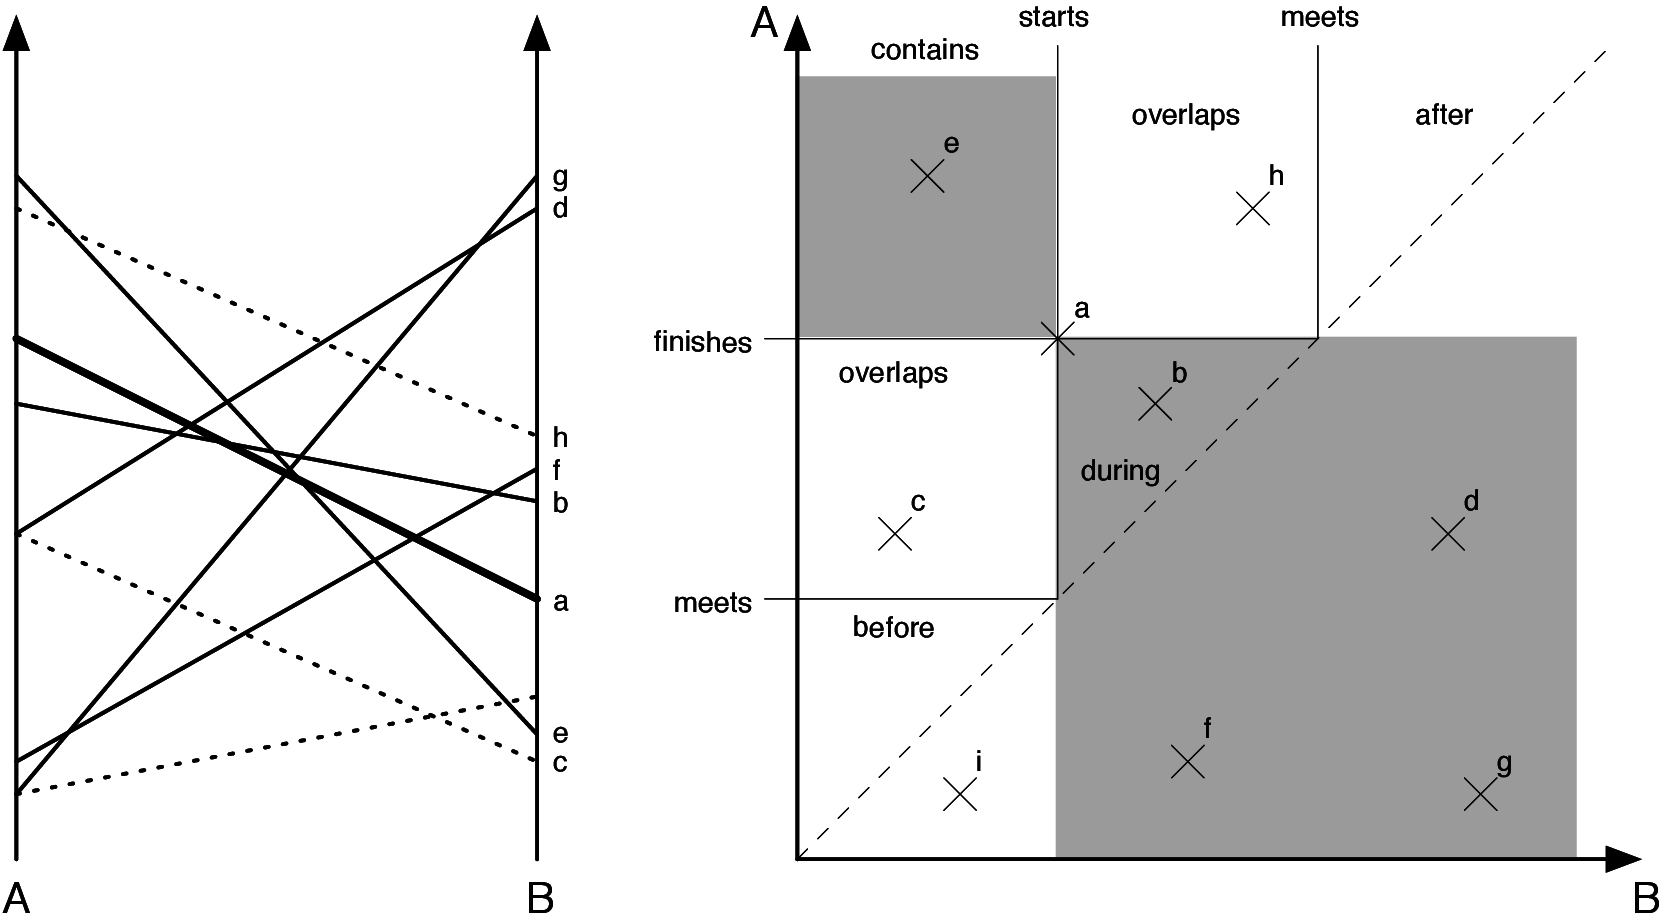 g
d
h
f
b
a
e
c
A
B
A
starts
meets
contains
overlaps
after
e
h
a
finishes
overlaps
b
during
c
d
meets
before
f
i
g
B